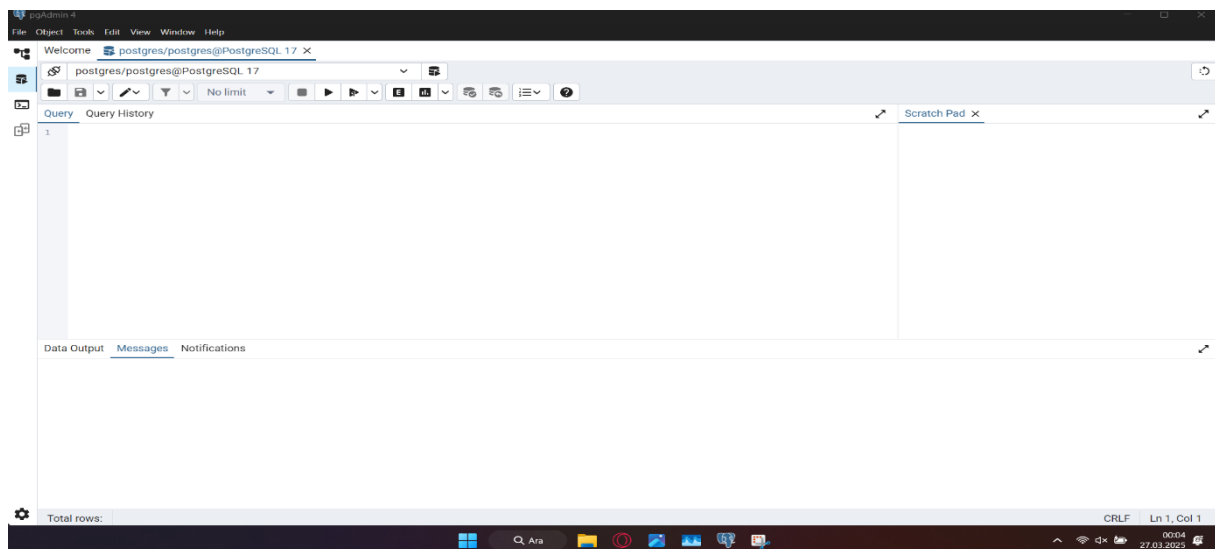 pgAdmin 4
File Object Tools Edit View Window Help
Welcome postgres/postgres@PostgreSQL 17
postgres/postgres@PostgreSQL 17
No limit
Query Query History
Scratch Pad
1
Data Output Messages Notifications
Total rows:
CRLF Ln 1, Col 1
Ara
00:04
27.03.2025